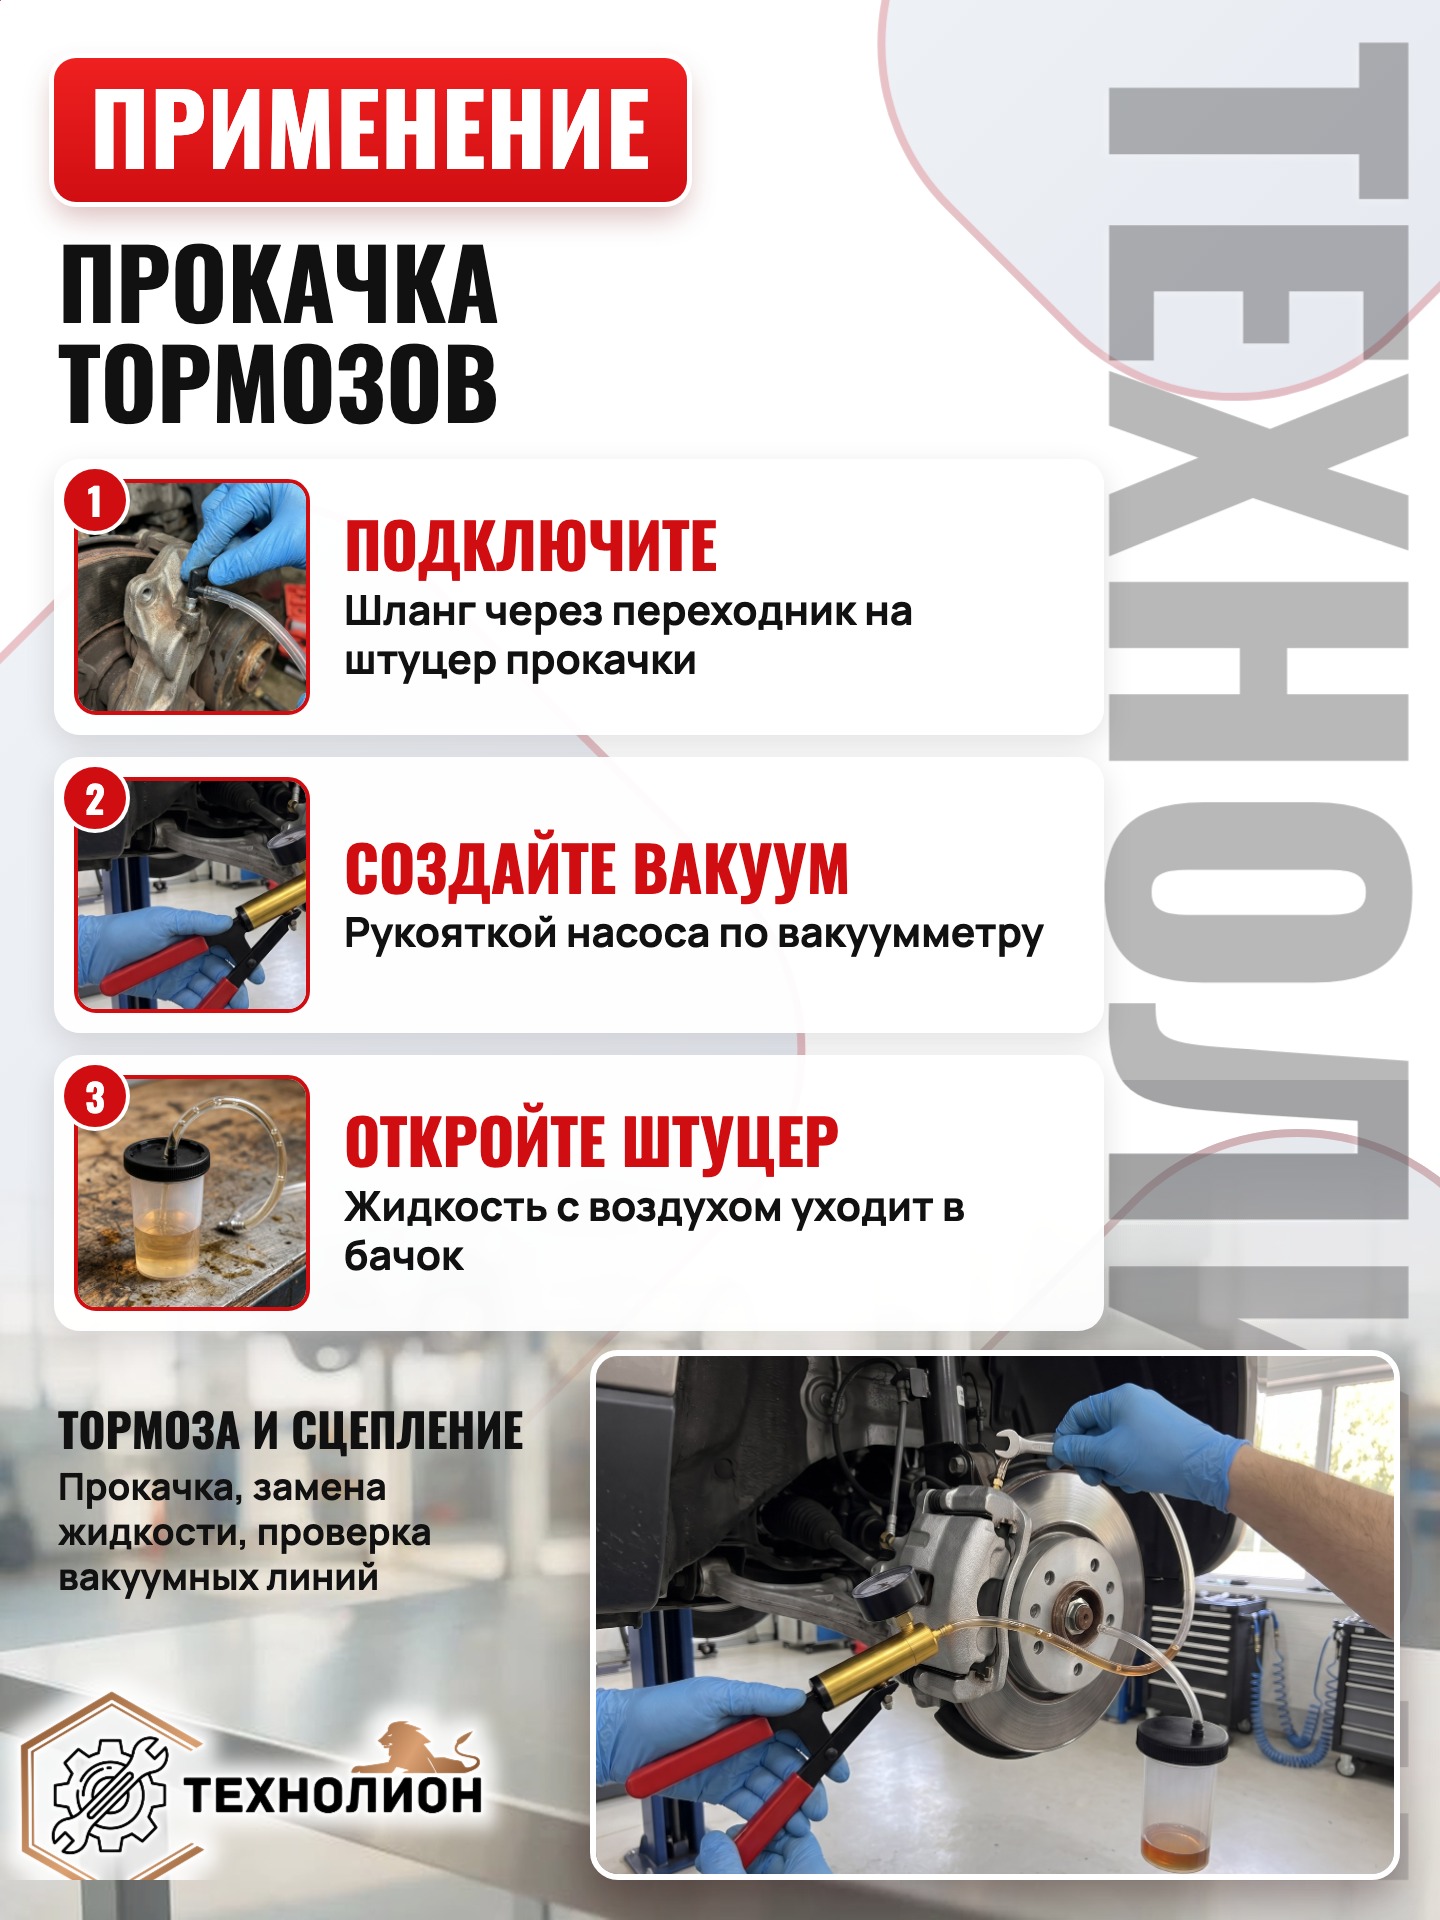 ПРИМЕНЕНИЕ
ПРОКАЧКА
ТОРМОЗОВ
1
ПОДКЛЮЧИТЕ
Шланг через переходник на
штуцер прокачки
2
СОЗДАЙТЕ ВАКУУМ
Рукояткой насоса по вакуумметру
3
ОТКРОЙТЕ ШТУЦЕР
Жидкость с воздухом уходит в
бачок
ТОРМОЗА И СЦЕПЛЕНИЕ
Прокачка, замена
жидкости, проверка
вакуумных линий
ТЕХНОЛИОН
ТЕХНОЛИ